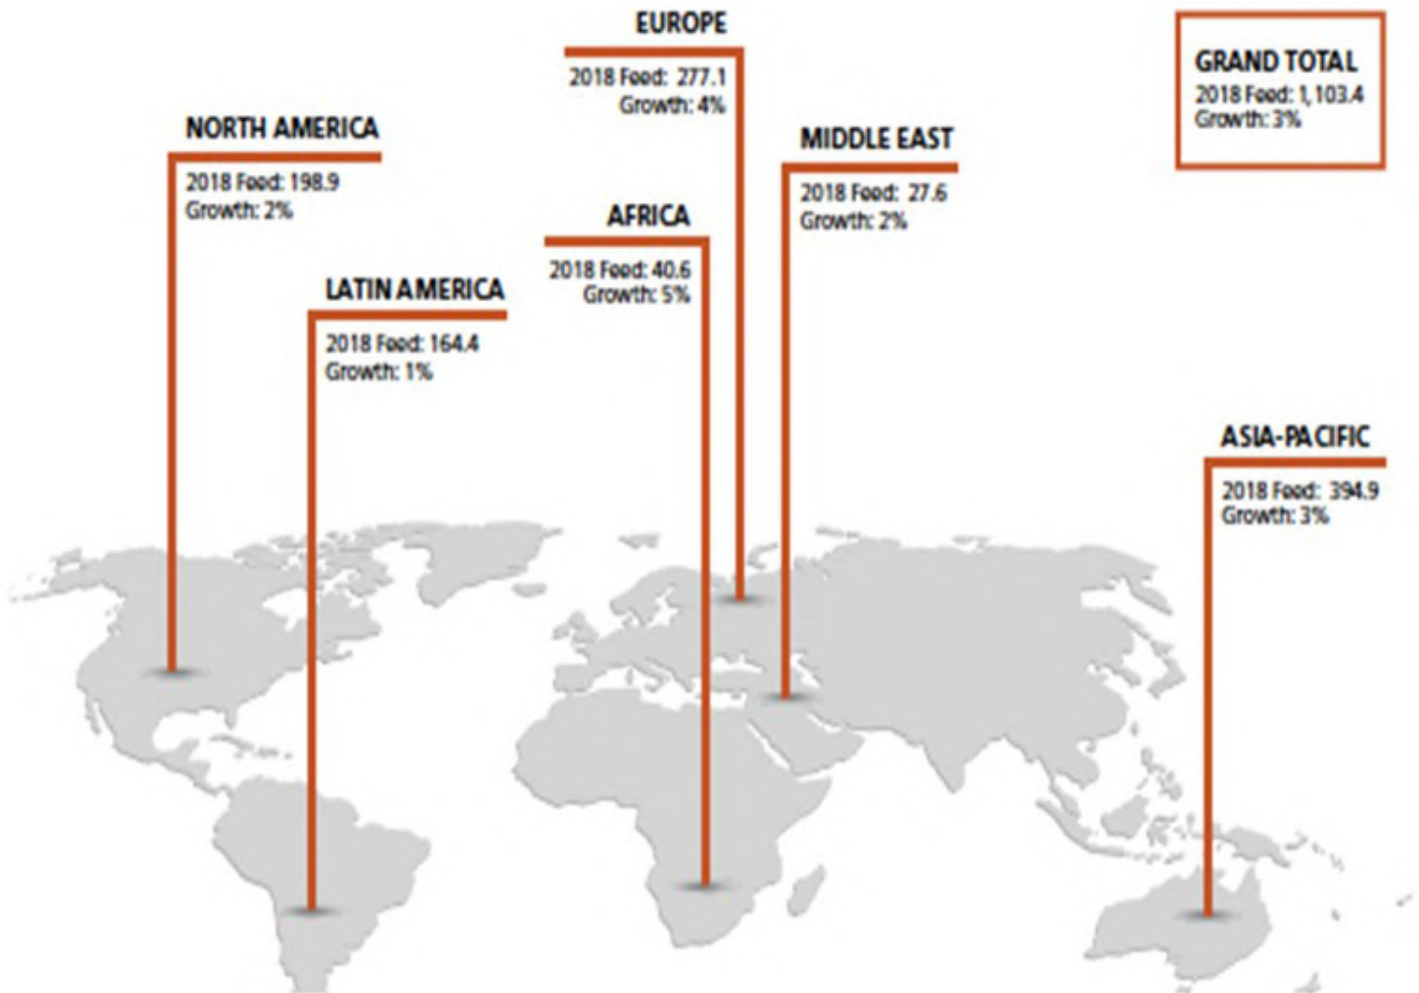 EUROPE
2018 Feed: 277.1
Growth: 4%
GRAND TOTAL
2018 Feed: 1,103.4
Growth: 3%
NORTH AMERICA
2018 Feed: 198.9
Growth: 2%
MIDDLE EAST
2018 Feed: 27.6
Growth: 2%
AFRICA
2018 Feed: 40.6
Growth: 5%
LATIN AMERICA
2018 Feed: 164.4
Growth: 1%
ASIA-PACIFIC
2018 Feed: 394.9
Growth: 3%